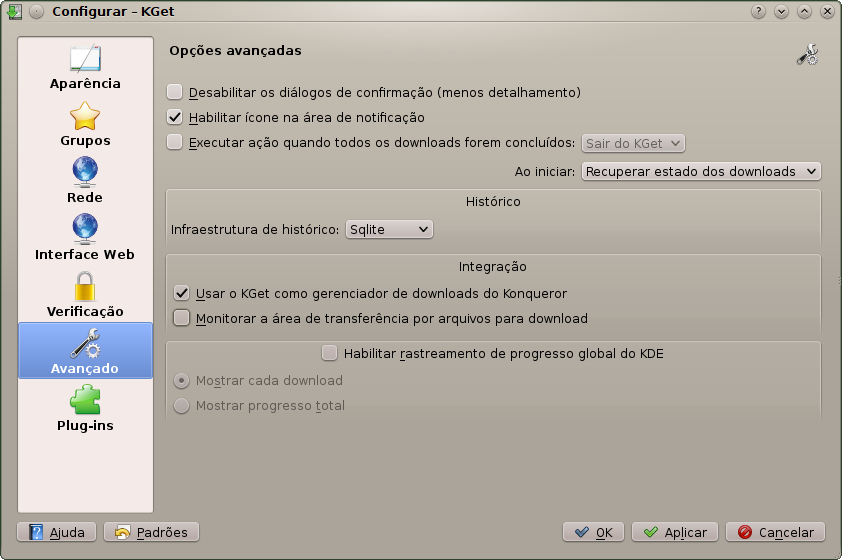 Configurar – KGet
Aparência
Grupos
Rede
Interface Web
Verificação
Avançado
Plug-ins
Opções avançadas
Desabilitar os diálogos de confirmação (menos detalhamento)
Habilitar ícone na área de notificação
Executar ação quando todos os downloads forem concluídos: Sair do KGet
Ao iniciar: Recuperar estado dos downloads
Histórico
Infraestrutura de histórico: Sqlite
Integração
Usar o KGet como gerenciador de downloads do Konqueror
Monitorar a área de transferência por arquivos para download
Habilitar rastreamento de progresso global do KDE
Mostrar cada download
Mostrar progresso total
Ajuda Padrões OK Aplicar Cancelar